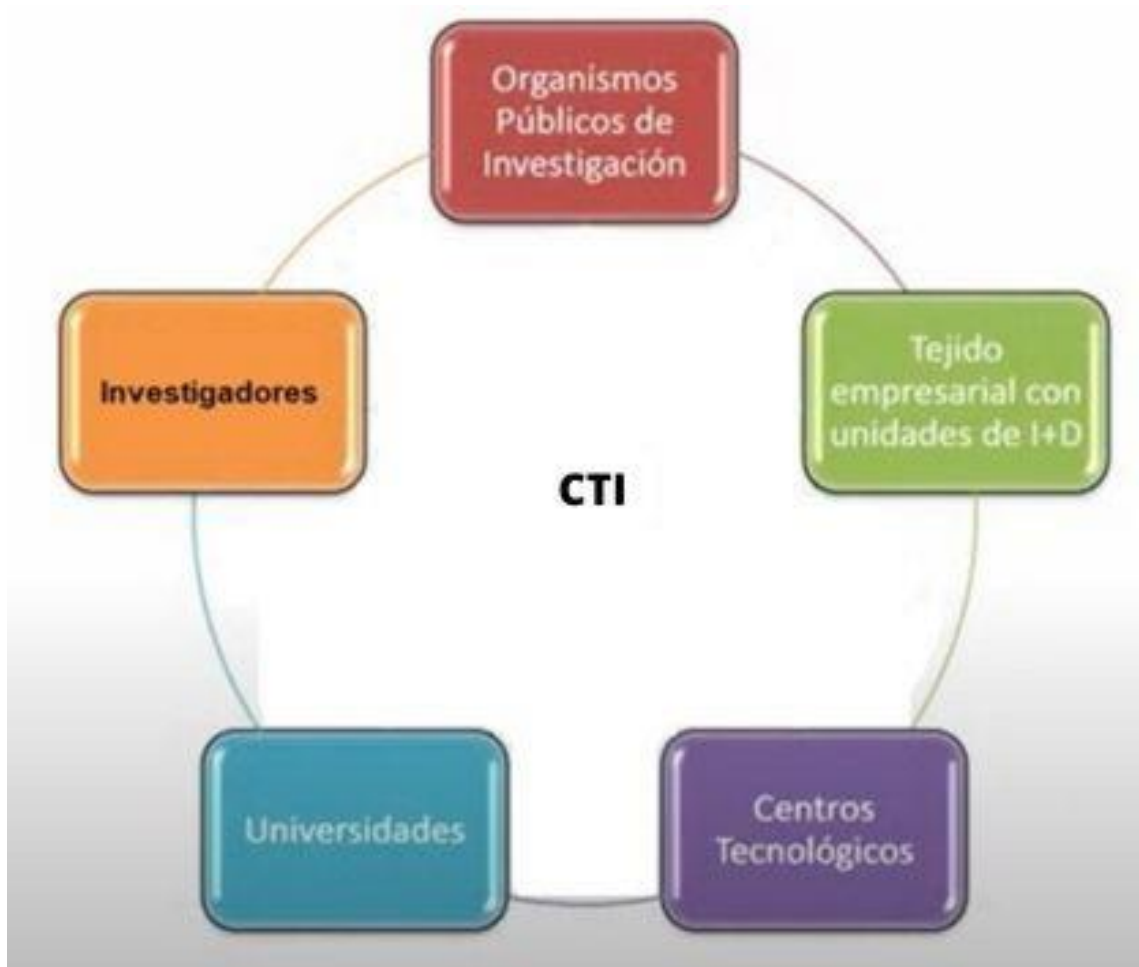 Organismos
Públicos de
Investigación
Investigadores
Tejido
empresarial con
unidades de I+D
CTI
Universidades
Centros
Tecnológicos